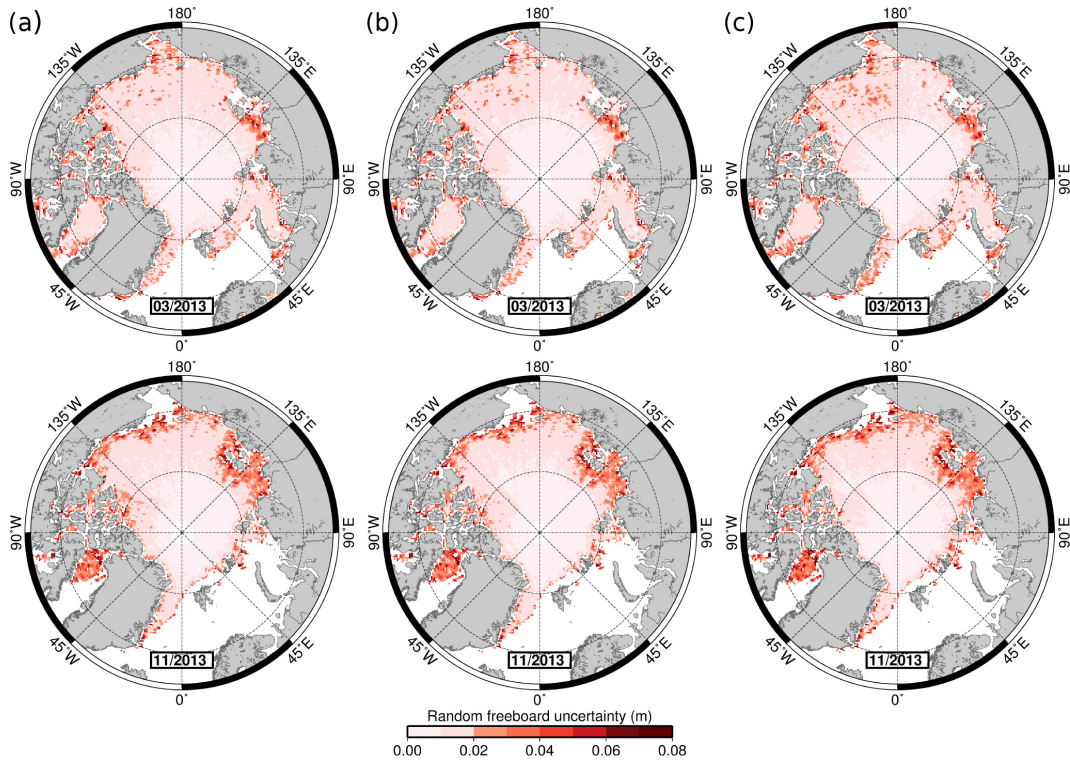 (a) (b) (c)
180° 180° 180°
135°W 135°E 135°W 135°E 135°W 135°E
90°W 90°E 90°W 90°E 90°W 90°E
45°W 45°E 45°W 45°E 45°W 45°E
03/2013 03/2013 03/2013
0° 0° 0°
180° 180° 180°
135°W 135°E 135°W 135°E 135°W 135°E
90°W 90°E 90°W 90°E 90°W 90°E
45°W 45°E 45°W 45°E 45°W 45°E
11/2013 11/2013 11/2013
0° 0° 0°
Random freeboard uncertainty (m)
0.00 0.02 0.04 0.06 0.08